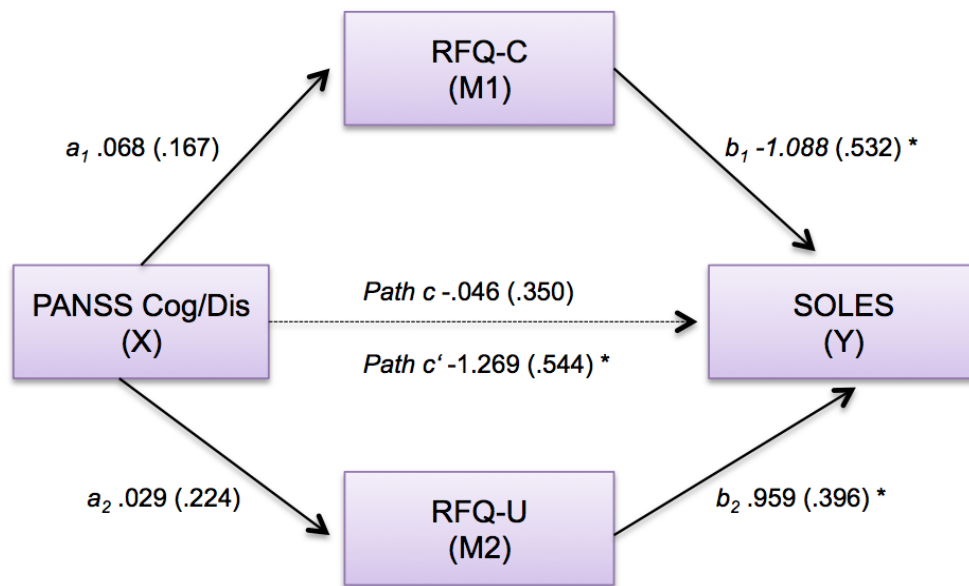 RFQ-C
(M1)
a1 .068 (.167)
b1 -1.088 (.532) *
PANSS Cog/Dis
(X)
Path c -.046 (.350)
Path c‘ -1.269 (.544) *
SOLES
(Y)
a2 .029 (.224)
b2 .959 (.396) *
RFQ-U
(M2)